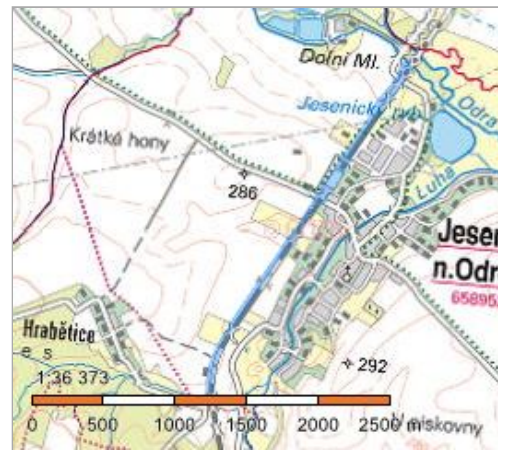 Dolní Ml.
Jesenický ryb.
Odra
Krátké hony
286
Luha
n.Odr
Hrabětice
292
1:36 373
0 500 1000 1500 2000 2500 m